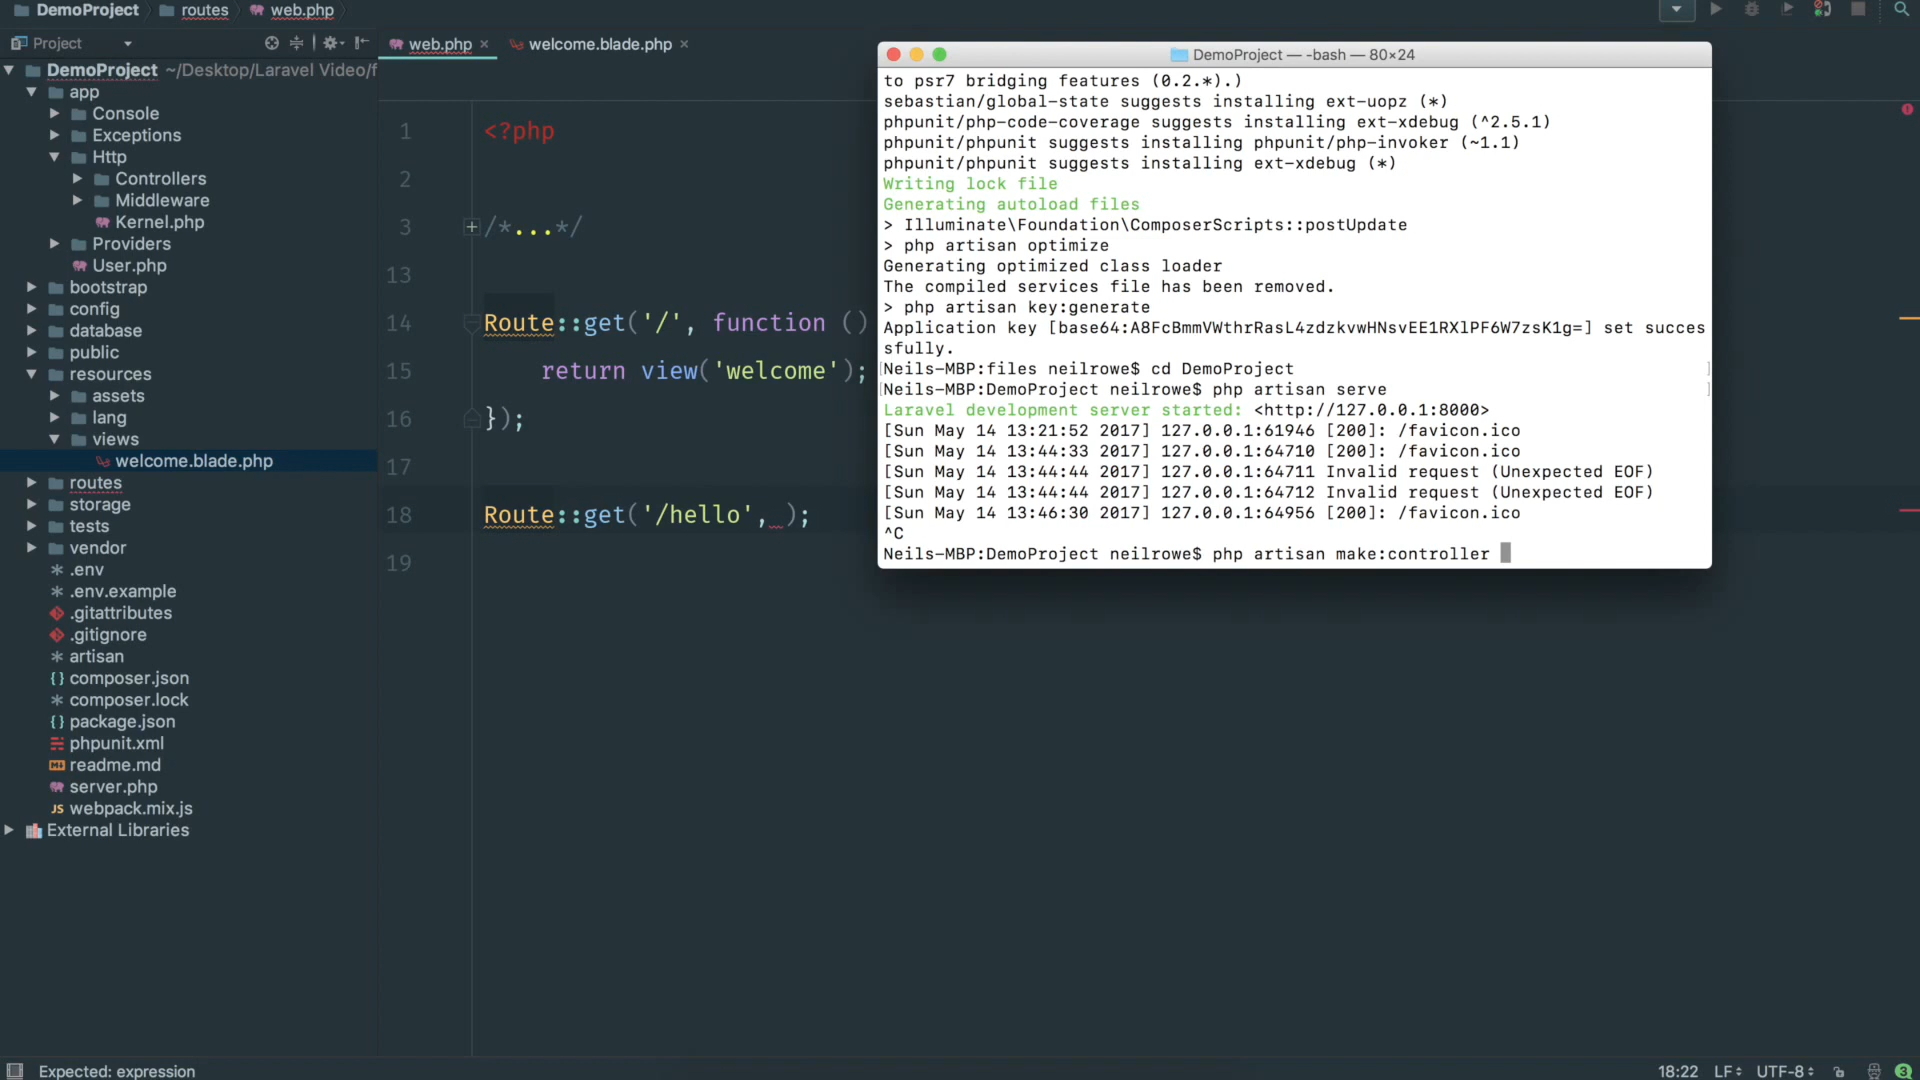 DemoProject routes web.php
Project
web.php × welcome.blade.php ×
DemoProject ~/Desktop/Laravel Video/f
app
Console
Exceptions
Http
Controllers
Middleware
Kernel.php
Providers
User.php
bootstrap
config
database
public
resources
assets
lang
views
welcome.blade.php
routes
storage
tests
vendor
.env
.env.example
.gitattributes
.gitignore
artisan
composer.json
composer.lock
package.json
phpunit.xml
readme.md
server.php
JS webpack.mix.js
External Libraries
1 <?php
2
3 /*...*/
13
14 Route::get('/', function ()
15 return view('welcome');
16 });
17
18 Route::get('/hello', );
19
DemoProject — -bash — 80×24
to psr7 bridging features (0.2.*).)
sebastian/global-state suggests installing ext-uopz (*)
phpunit/php-code-coverage suggests installing ext-xdebug (^2.5.1)
phpunit/phpunit suggests installing phpunit/php-invoker (~1.1)
phpunit/phpunit suggests installing ext-xdebug (*)
Writing lock file
Generating autoload files
> Illuminate\Foundation\ComposerScripts::postUpdate
> php artisan optimize
Generating optimized class loader
The compiled services file has been removed.
> php artisan key:generate
Application key [base64:A8FcBmmVWthrRasL4zdzkvwHNsvEE1RXlPF6W7zsK1g=] set succes
sfully.
[Neils-MBP:files neilrowe$ cd DemoProject ]
[Neils-MBP:DemoProject neilrowe$ php artisan serve ]
Laravel development server started: <http://127.0.0.1:8000>
[Sun May 14 13:21:52 2017] 127.0.0.1:61946 [200]: /favicon.ico
[Sun May 14 13:44:33 2017] 127.0.0.1:64710 [200]: /favicon.ico
[Sun May 14 13:44:44 2017] 127.0.0.1:64711 Invalid request (Unexpected EOF)
[Sun May 14 13:44:44 2017] 127.0.0.1:64712 Invalid request (Unexpected EOF)
[Sun May 14 13:46:30 2017] 127.0.0.1:64956 [200]: /favicon.ico
^C
Neils-MBP:DemoProject neilrowe$ php artisan make:controller
Expected: expression
18:22 LF UTF-8 3